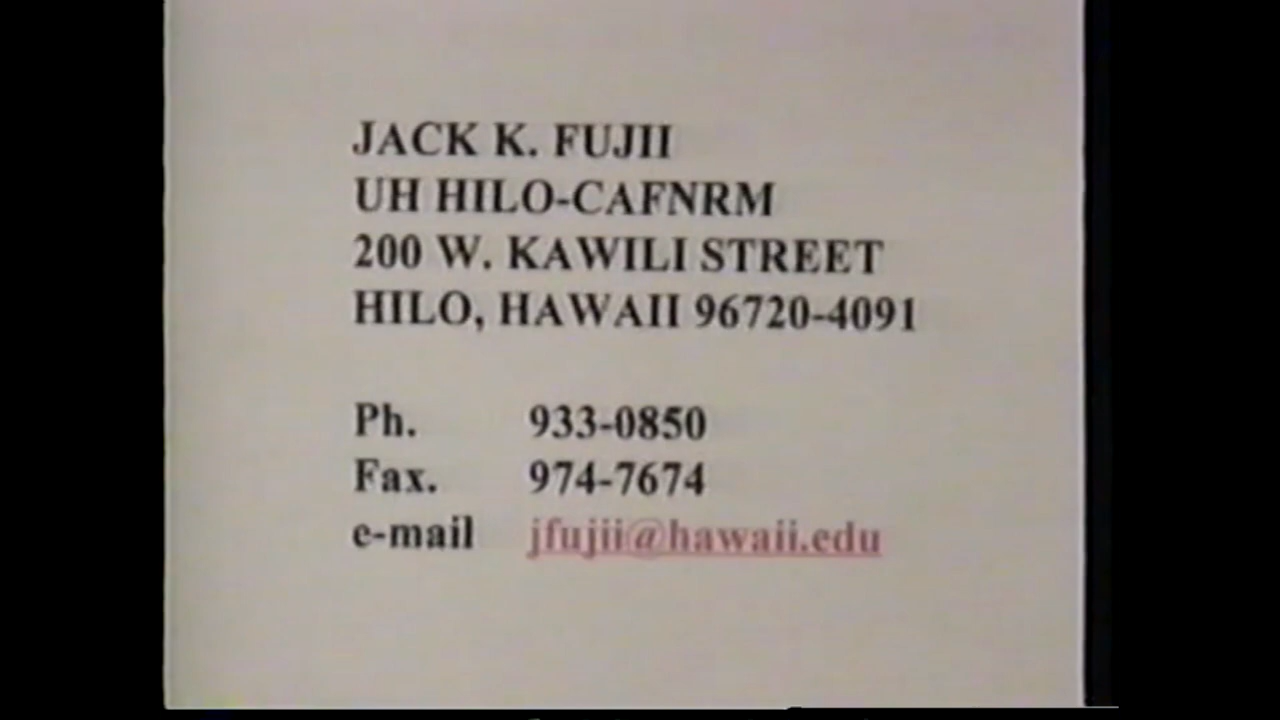 JACK K. FUJII
UH HILO-CAFNRM
200 W. KAWILI STREET
HILO, HAWAII 96720-4091
Ph. 933-0850
Fax. 974-7674
e-mail jfujii@hawaii.edu